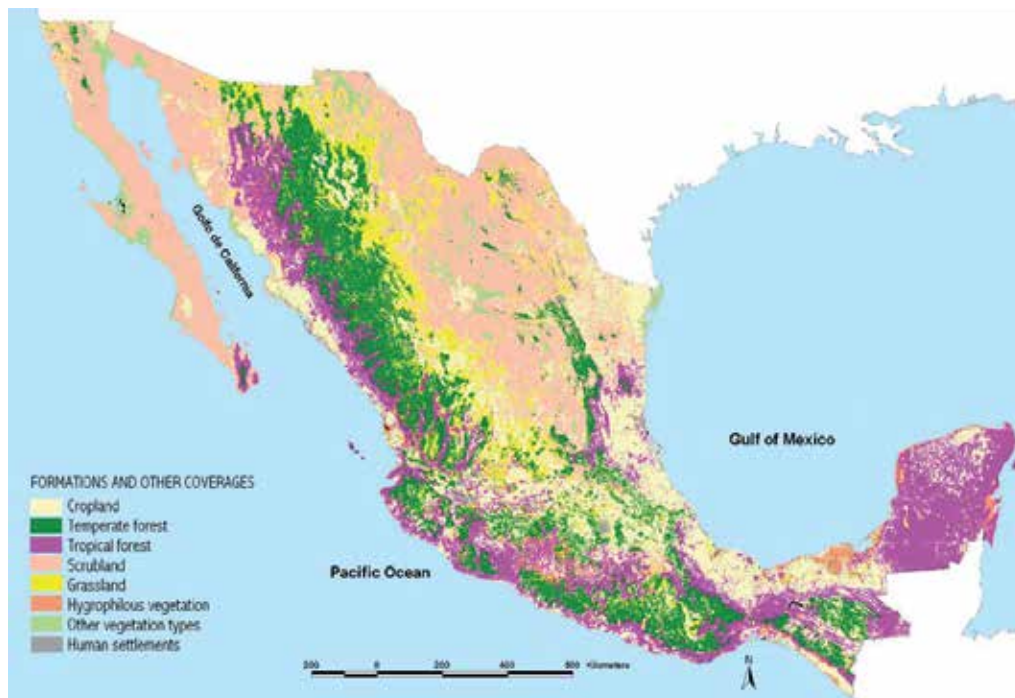 Golfo de California
Gulf of Mexico
Pacific Ocean
FORMATIONS AND OTHER COVERAGES
Cropland
Temperate forest
Tropical forest
Scrubland
Grassland
Hygrophilous vegetation
Other vegetation types
Human settlements
200 0 200 400 600 Kilometers
N